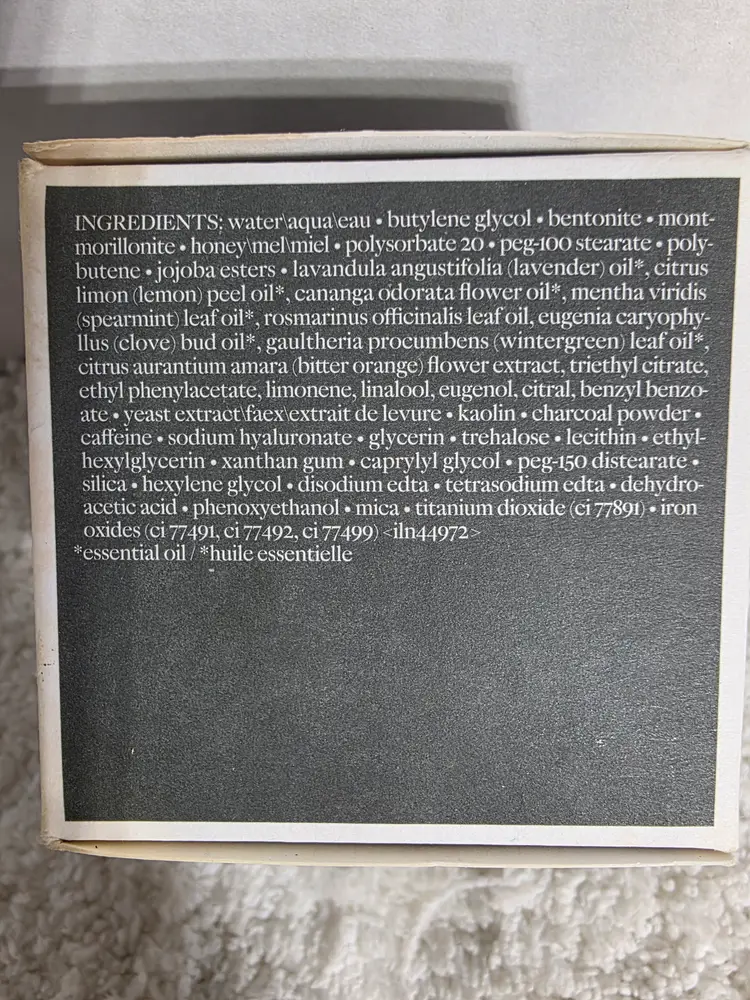 INGREDIENTS: water\aqua\eau • butylene glycol • bentonite • mont-
morillonite • honey\mel\miel • polysorbate 20 • peg-100 stearate • poly-
butene • jojoba esters • lavandula angustifolia (lavender) oil*, citrus
limon (lemon) peel oil*, cananga odorata flower oil*, mentha viridis
(spearmint) leaf oil*, rosmarinus officinalis leaf oil, eugenia caryophy-
llus (clove) bud oil*, gaultheria procumbens (wintergreen) leaf oil*,
citrus aurantium amara (bitter orange) flower extract, triethyl citrate,
ethyl phenylacetate, limonene, linalool, eugenol, citral, benzyl benzo-
ate • yeast extract\faex\extrait de levure • kaolin • charcoal powder •
caffeine • sodium hyaluronate • glycerin • trehalose • lecithin • ethyl-
hexylglycerin • xanthan gum • caprylyl glycol • peg-150 distearate •
silica • hexylene glycol • disodium edta • tetrasodium edta • dehydro-
acetic acid • phenoxyethanol • mica • titanium dioxide (ci 77891) • iron
oxides (ci 77491, ci 77492, ci 77499) <iln44972>
*essential oil / *huile essentielle